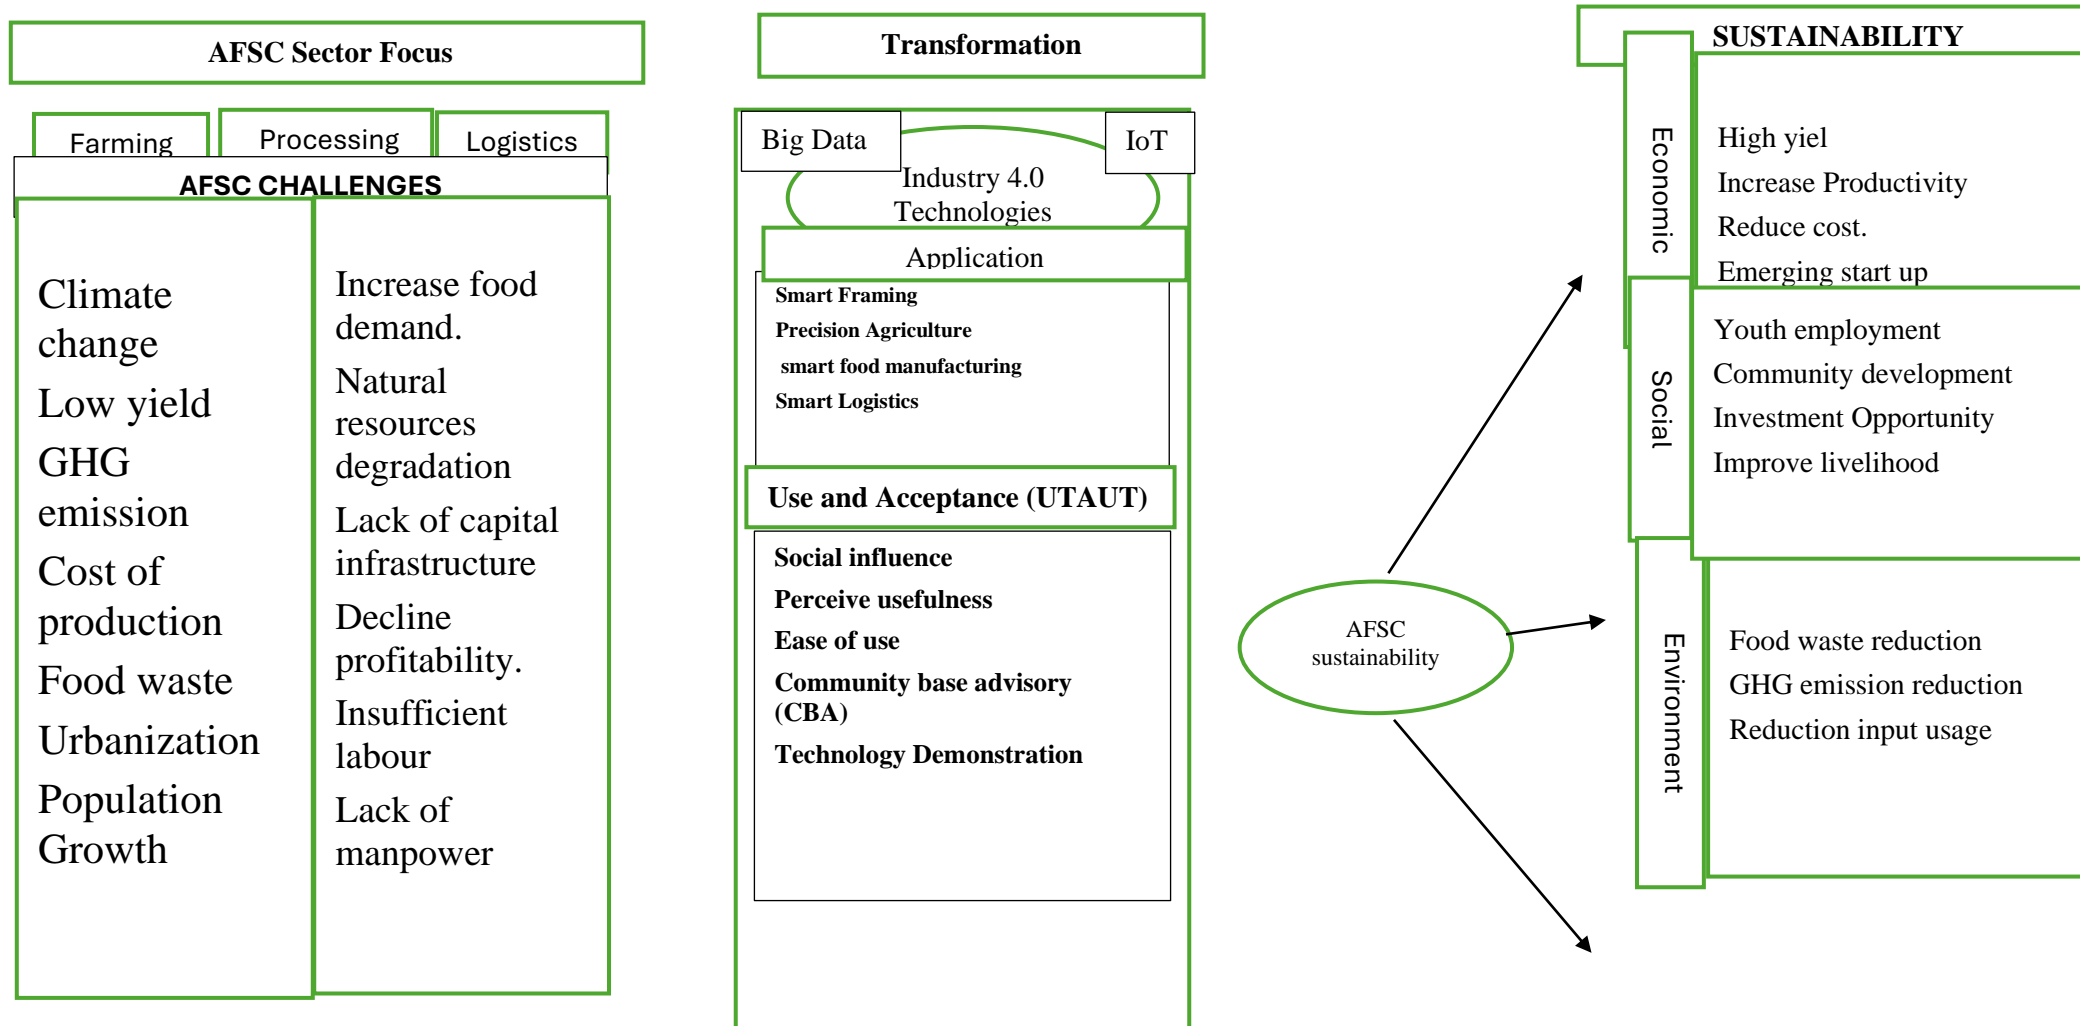 AFSC Sector Focus
Farming
Processing
Logistics
AFSC CHALLENGES
Climate
change
Low yield
GHG
emission
Cost of
production
Food waste
Urbanization
Population
Growth
Increase food
demand.
Natural
resources
degradation
Lack of capital
infrastructure
Decline
profitability.
Insufficient
labour
Lack of
manpower
Transformation
Big Data
IoT
Industry 4.0
Technologies
Application
Smart Framing
Precision Agriculture
smart food manufacturing
Smart Logistics
Use and Acceptance (UTAUT)
Social influence
Perceive usefulness
Ease of use
Community base advisory
(CBA)
Technology Demonstration
AFSC
sustainability
SUSTAINABILITY
Economic
High yiel
Increase Productivity
Reduce cost.
Emerging start up
Social
Youth employment
Community development
Investment Opportunity
Improve livelihood
Environment
Food waste reduction
GHG emission reduction
Reduction input usage